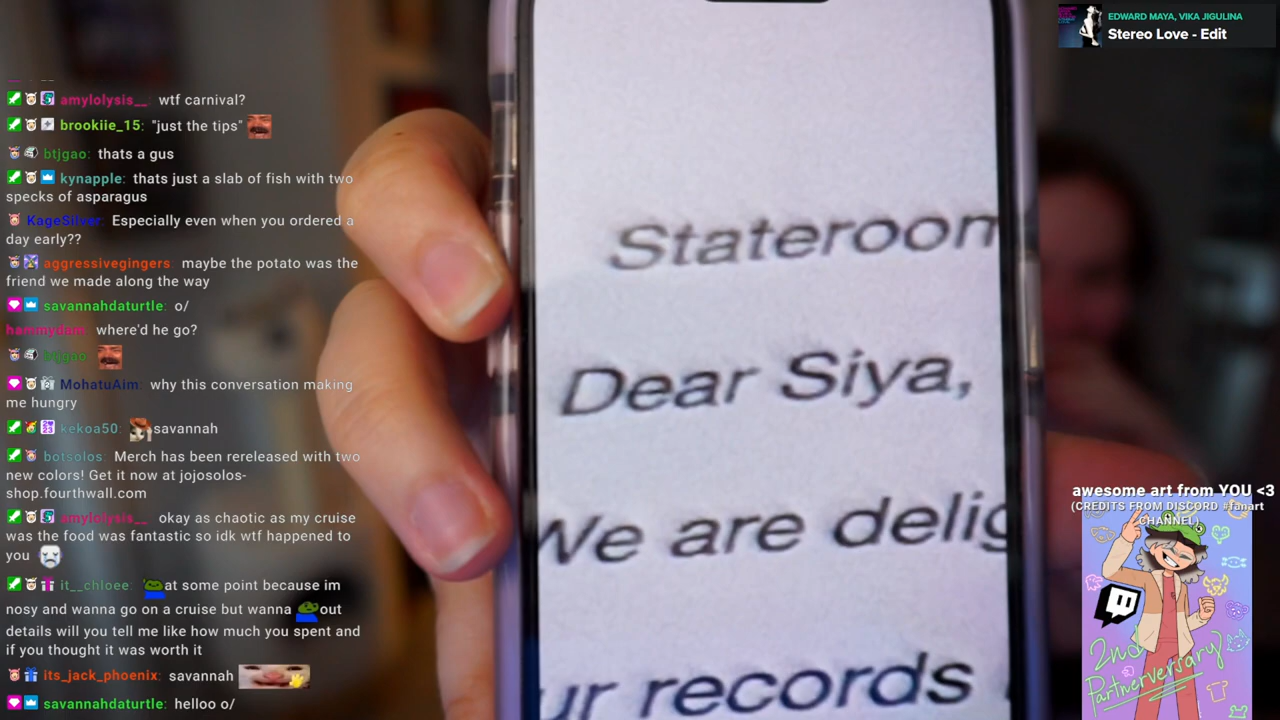 EDWARD MAYA, VIKA JIGULINA
Stereo Love - Edit
amylolysis__: wtf carnival?
brookiie_15: "just the tips"
btjgao: thats a gus
kynapple: thats just a slab of fish with two
specks of asparagus
KageSilver: Especially even when you ordered a
day early??
aggressivegingers: maybe the potato was the
friend we made along the way
savannahdaturtle: o/
hammydam: where'd he go?
btjgao:
MohatuAim: why this conversation making
me hungry
kekoa50: savannah
botsolos: Merch has been rereleased with two
new colors! Get it now at jojosolos-
shop.fourthwall.com
amylolysis__: okay as chaotic as my cruise
was the food was fantastic so idk wtf happened to
you
it__chloee: at some point because im
nosy and wanna go on a cruise but wanna out
details will you tell me like how much you spent and
if you thought it was worth it
its_jack_phoenix: savannah
savannahdaturtle: helloo o/
Stateroom
Dear Siya,
We are delig
ur records
awesome art from YOU <3
(CREDITS FROM DISCORD #fanart
CHANNEL)
2nd
Partnerversary